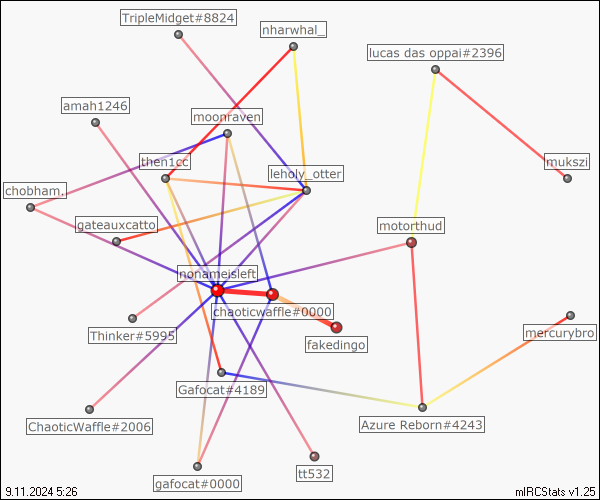 TripleMidget#8824
nharwhal_
lucas das oppai#2396
amah1246
moonraven
then1cc
mukszi
leholy_otter
chobham.
gateauxcatto
motorthud
nonameisleft
chaoticwaffle#0000
Thinker#5995
mercurybro
fakedingo
Gafocat#4189
ChaoticWaffle#2006
Azure Reborn#4243
tt532
gafocat#0000
9.11.2024 5:26
mIRCStats v1.25